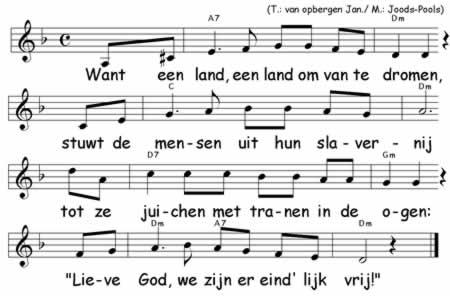 (T.: van opbergen Jan./ M.: Joods-Pools)
A7 Dm
Want een land, een land om van te dromen,
C Dm
stuwt de men-sen uit hun sla-ver-nij
D7 Gm
tot ze jui-chen met tra-nen in de o-gen:
Dm A7 Dm
"Lie-ve God, we zijn er eind' lijk vrij!"